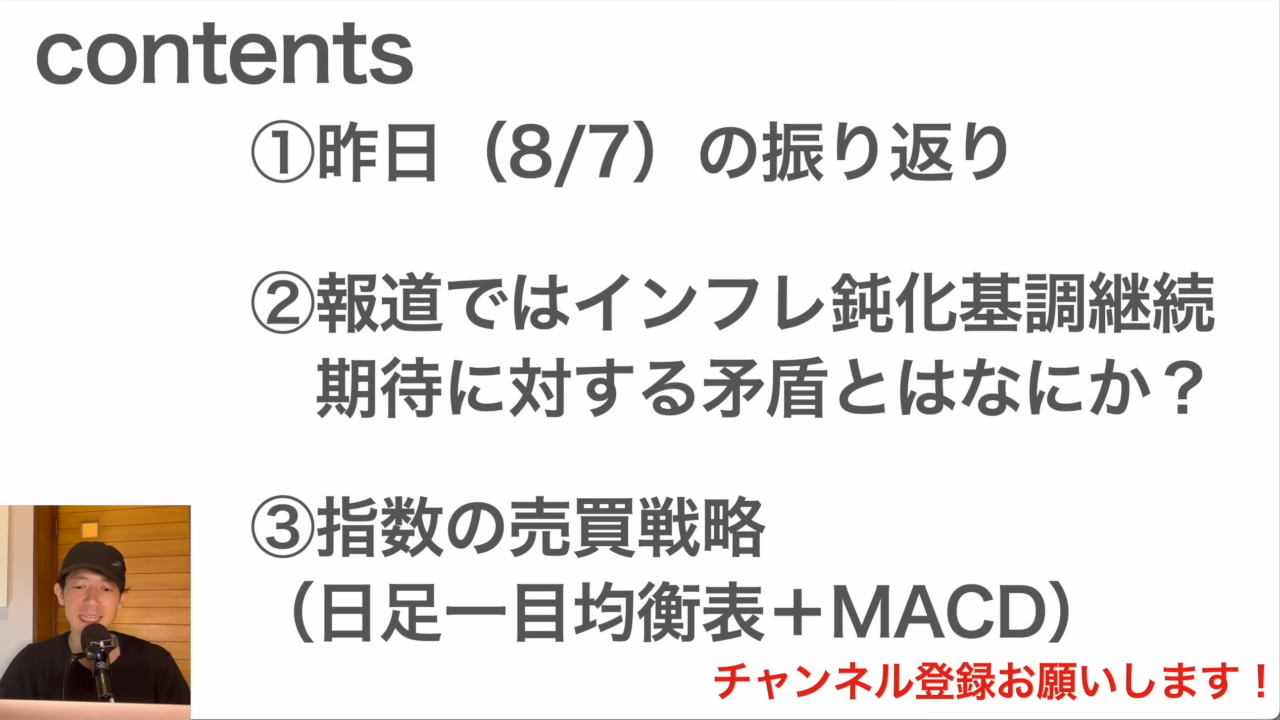 contents
①昨日（8/7）の振り返り
②報道ではインフレ鈍化基調継続
期待に対する矛盾とはなにか？
③指数の売買戦略
（日足一目均衡表＋MACD）
チャンネル登録お願いします！